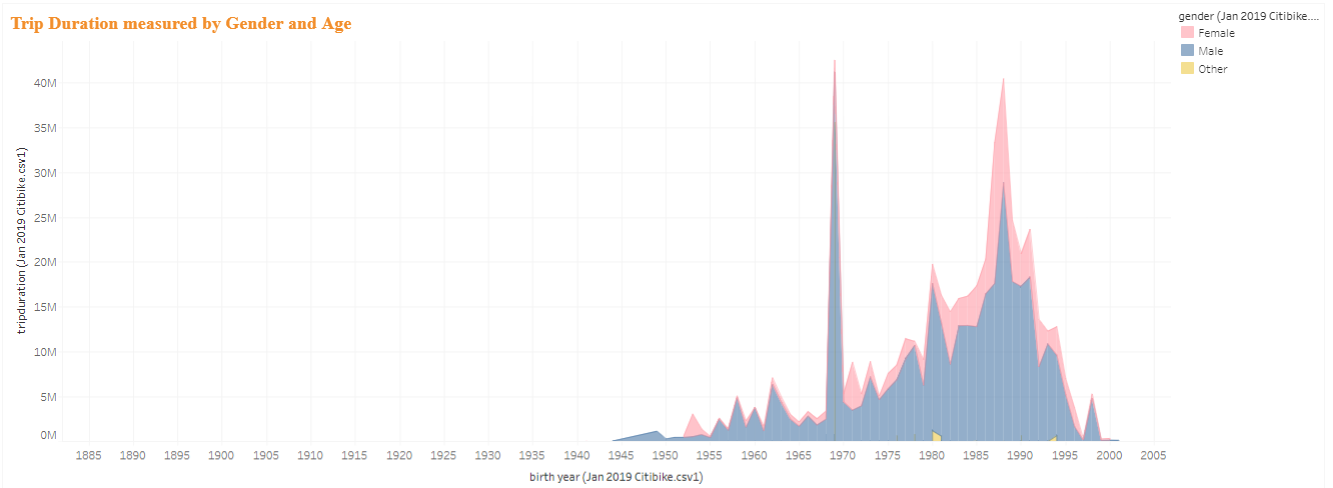 Trip Duration measured by Gender and Age
gender (Jan 2019 Citibike....
Female
Male
Other
tripduration (Jan 2019 Citibike.csv1)
40M
35M
30M
25M
20M
15M
10M
5M
0M
1885 1890 1895 1900 1905 1910 1915 1920 1925 1930 1935 1940 1945 1950 1955 1960 1965 1970 1975 1980 1985 1990 1995 2000 2005
birth year (Jan 2019 Citibike.csv1)